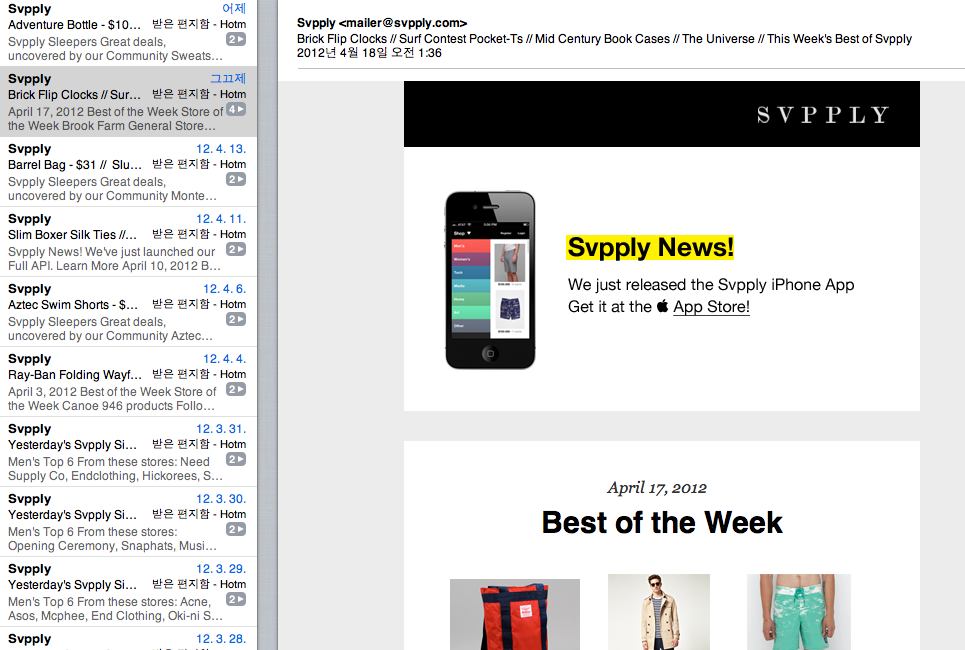 Svpply 어제
Adventure Bottle - $10… 받은 편지함 - Hotm
Svpply Sleepers Great deals, 2
uncovered by our Community Sweats…
Svpply 그끄제
Brick Flip Clocks // Sur… 받은 편지함 - Hotm
April 17, 2012 Best of the Week Store of 4
the Week Brook Farm General Store…
Svpply 12. 4. 13.
Barrel Bag - $31 // Slu… 받은 편지함 - Hotm
Svpply Sleepers Great deals, 2
uncovered by our Community Monte…
Svpply 12. 4. 11.
Slim Boxer Silk Ties //… 받은 편지함 - Hotm
Svpply News! We've just launched our 2
Full API. Learn More April 10, 2012 B…
Svpply 12. 4. 6.
Aztec Swim Shorts - $… 받은 편지함 - Hotm
Svpply Sleepers Great deals, 2
uncovered by our Community Aztec…
Svpply 12. 4. 4.
Ray-Ban Folding Wayf… 받은 편지함 - Hotm
April 3, 2012 Best of the Week Store of 2
the Week Canoe 946 products Follo…
Svpply 12. 3. 31.
Yesterday's Svpply Si… 받은 편지함 - Hotm
Men's Top 6 From these stores: Need 2
Supply Co, Endclothing, Hickorees, S…
Svpply 12. 3. 30.
Yesterday's Svpply Si… 받은 편지함 - Hotm
Men's Top 6 From these stores: 2
Opening Ceremony, Snaphats, Musi…
Svpply 12. 3. 29.
Yesterday's Svpply Si… 받은 편지함 - Hotm
Men's Top 6 From these stores: Acne, 2
Asos, Mcphee, End Clothing, Oki-ni S…
Svpply 12. 3. 28.
Svpply <mailer@svpply.com>
Brick Flip Clocks // Surf Contest Pocket-Ts // Mid Century Book Cases // The Universe // This Week's Best of Svpply
2012년 4월 18일 오전 1:36
SVPPLY
Shop Register Login
Men's
Women's
Tech
Media
Home
Art
Other
Svpply News!
We just released the Svpply iPhone App
Get it at the App Store!
April 17, 2012
Best of the Week